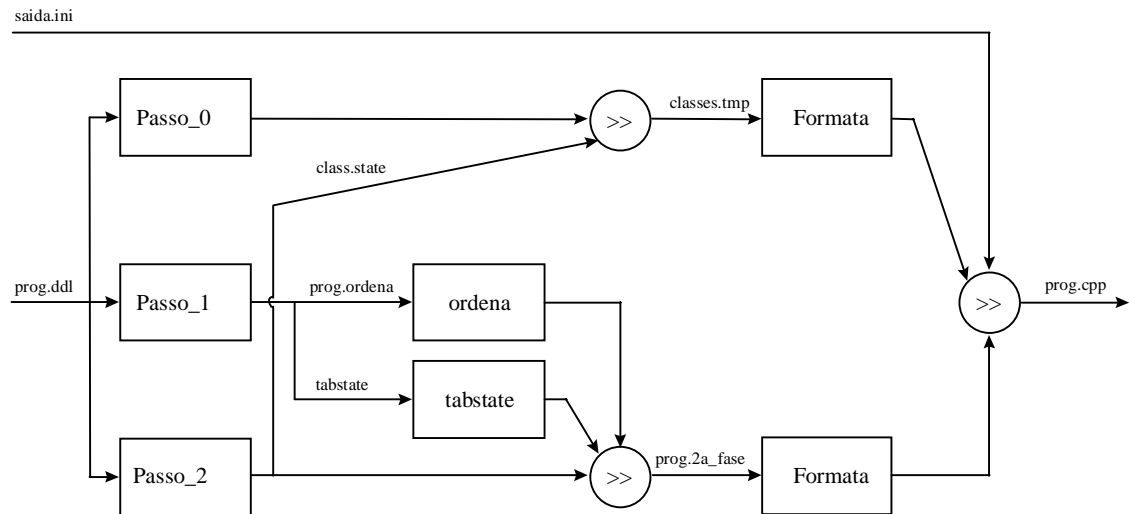 saida.ini
Passo_0
>>
classes.tmp
Formata
class.state
prog.ddl
Passo_1
prog.ordena
ordena
>>
prog.cpp
tabstate
tabstate
Passo_2
>>
prog.2a_fase
Formata